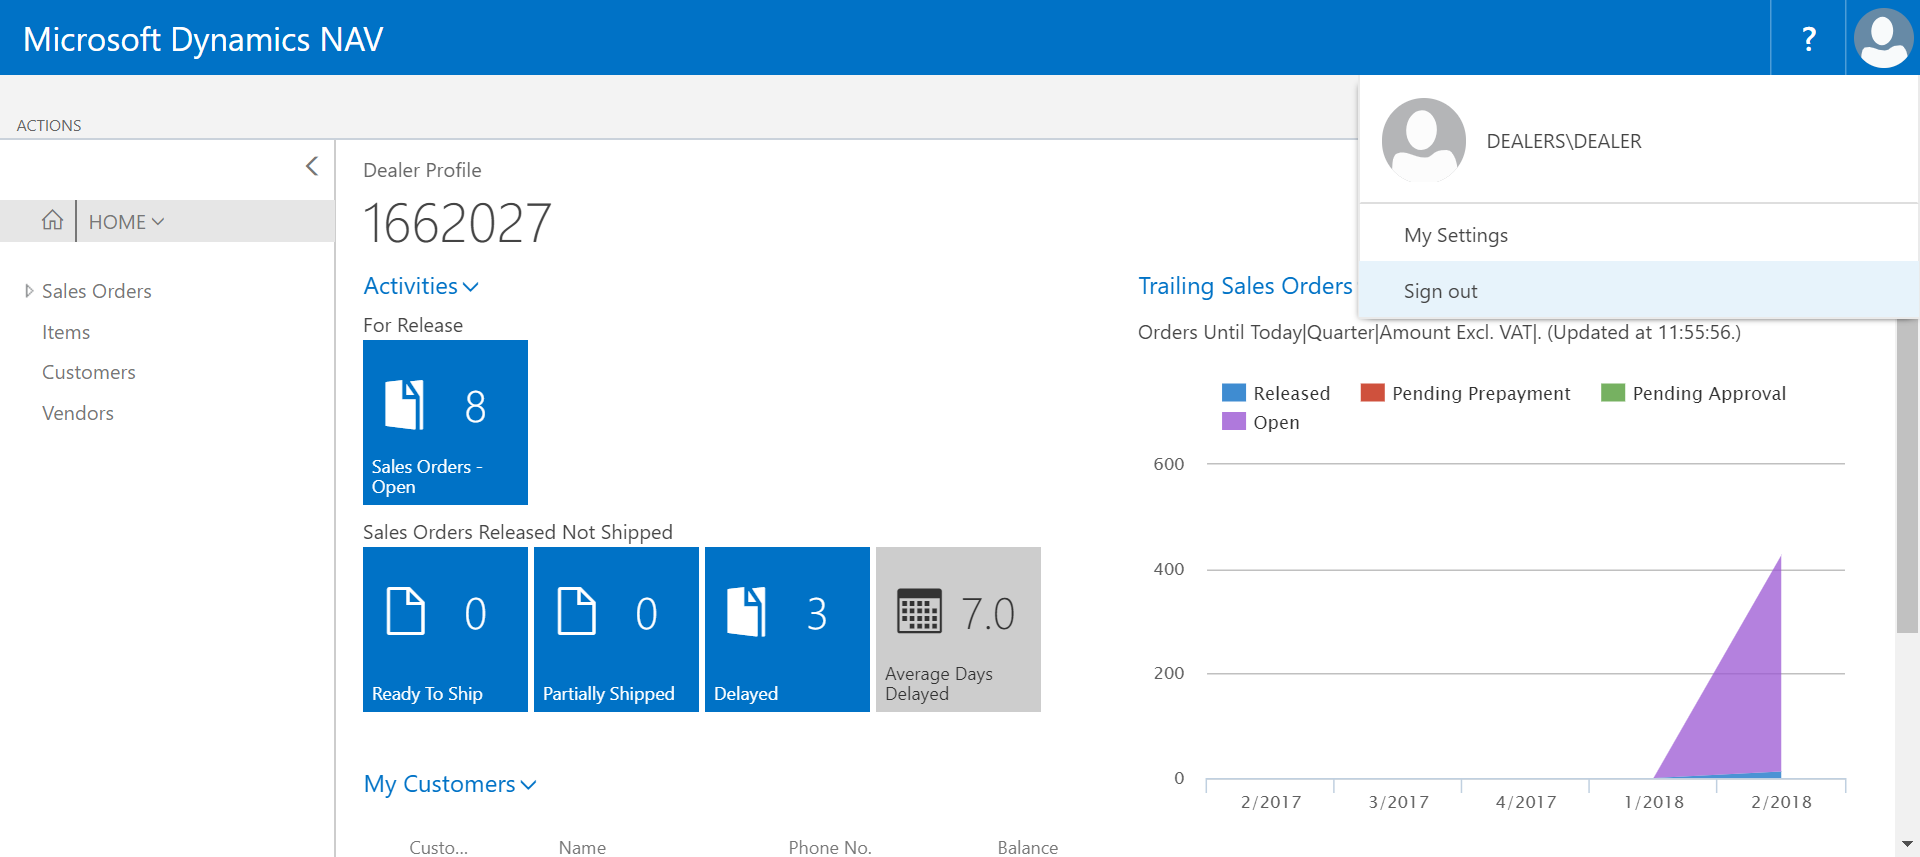 Microsoft Dynamics NAV
?
ACTIONS
DEALERS\DEALER
My Settings
Sign out
HOME
Sales Orders
Items
Customers
Vendors
Dealer Profile
1662027
Activities
For Release
8
Sales Orders -
Open
Sales Orders Released Not Shipped
0
Ready To Ship
0
Partially Shipped
3
Delayed
7.0
Average Days
Delayed
My Customers
Custo...
Name
Phone No.
Balance
Trailing Sales Orders
Orders Until Today|Quarter|Amount Excl. VAT|. (Updated at 11:55:56.)
Released
Pending Prepayment
Pending Approval
Open
600
400
200
0
2/2017
3/2017
4/2017
1/2018
2/2018